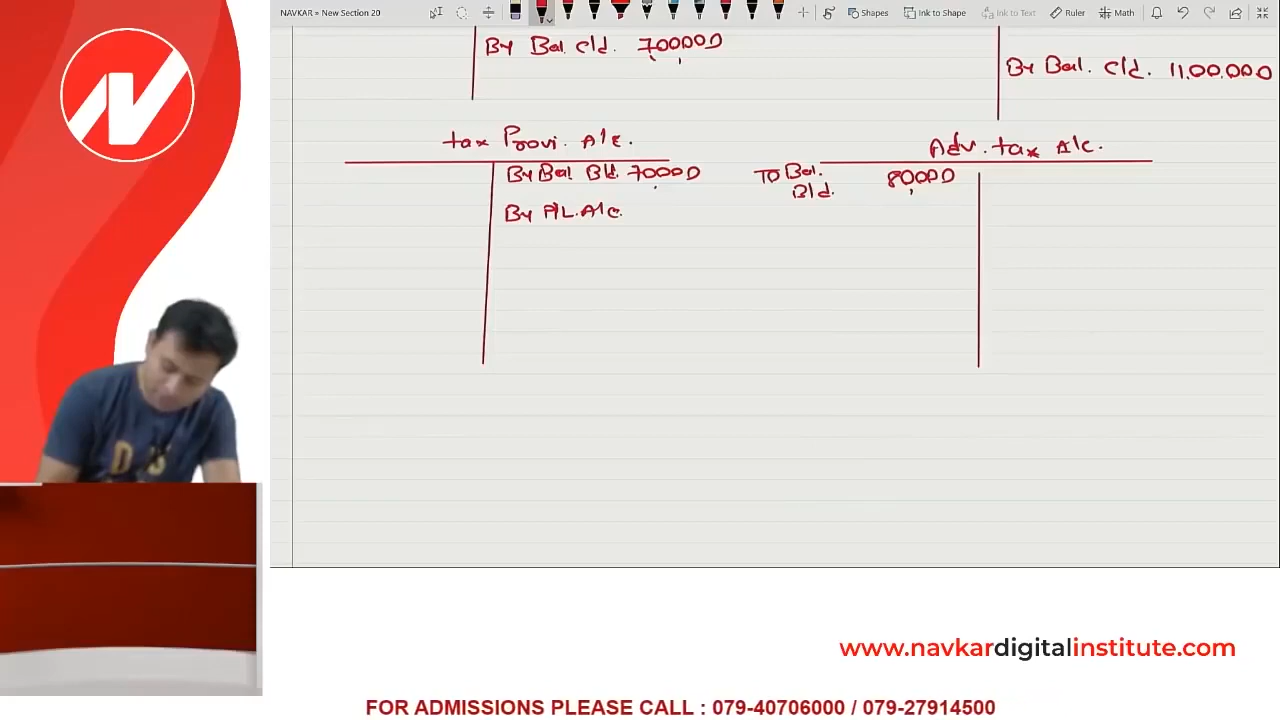 NAVKAR » New Section 20
Shapes
Ink to Shape
Ink to Text
Ruler
Math
By Bal c/d. 70000
By Bal. c/d. 11,00,000
tax Provi. A/c.
Adv. tax A/c.
By Bal B/d. 70000
To Bal. B/d. 80000
By P/L. A/c.
www.navkardigitalinstitute.com
FOR ADMISSIONS PLEASE CALL : 079-40706000 / 079-27914500